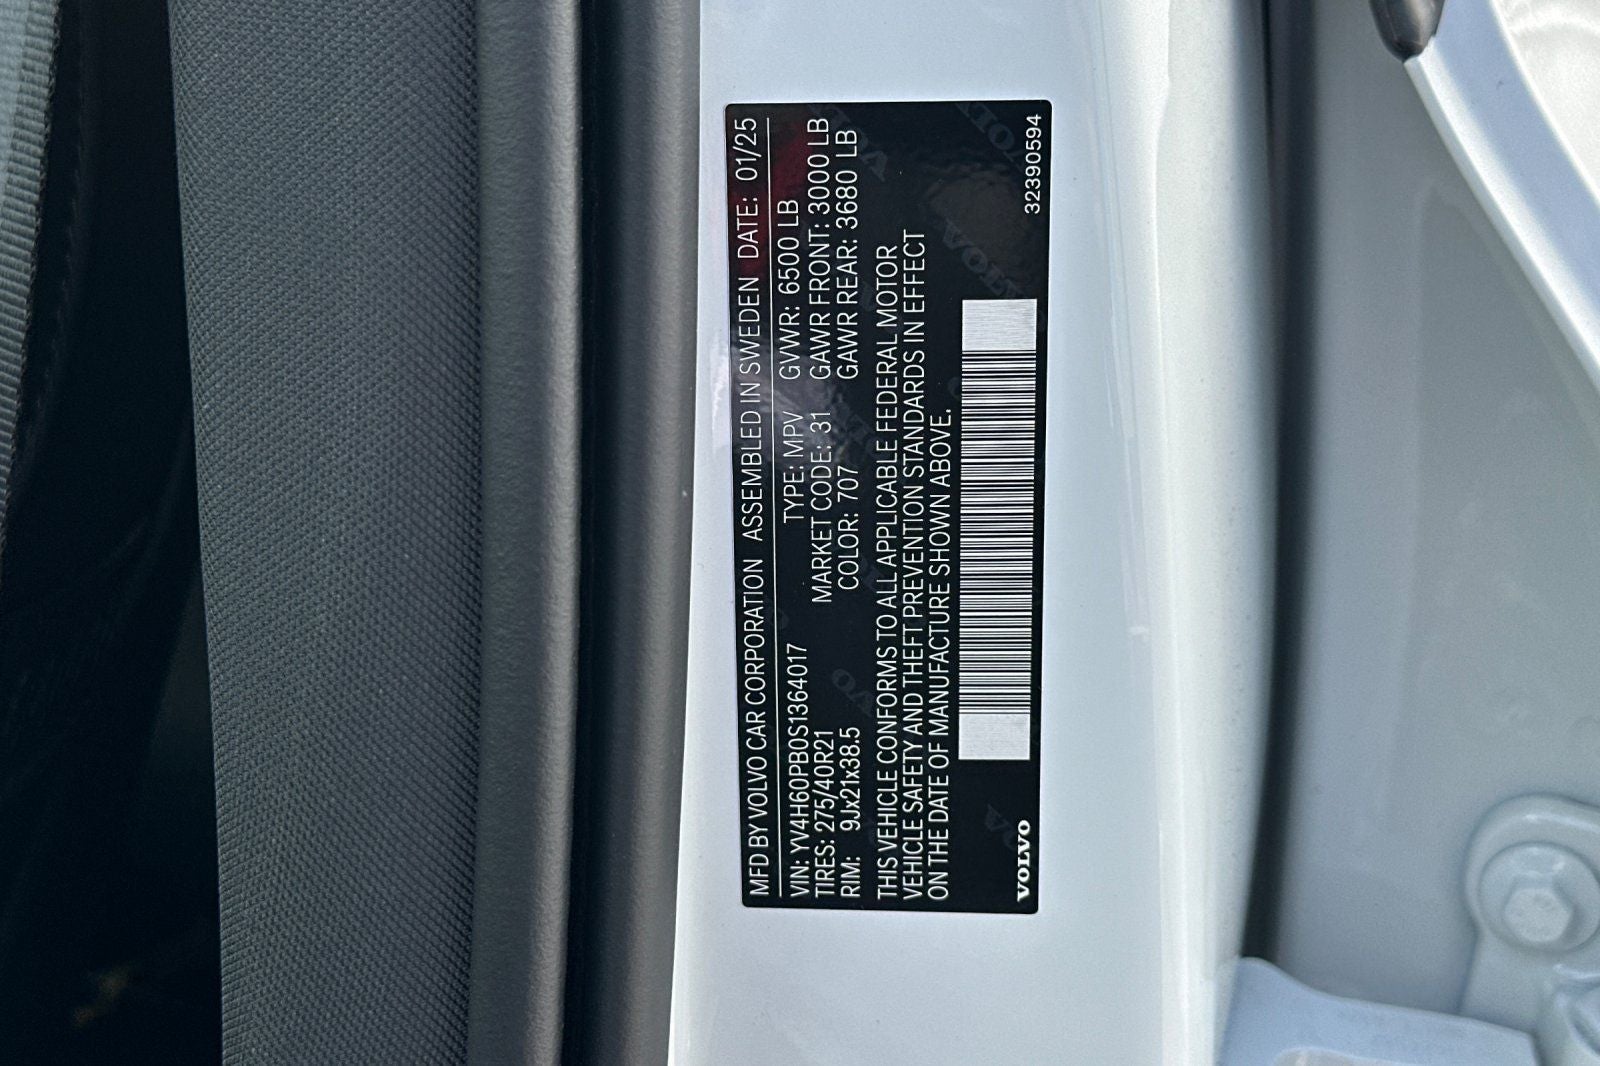 MFD BY VOLVO CAR CORPORATION ASSEMBLED IN SWEDEN DATE: 01/25
VIN: YV4H60PB0S1364017 TYPE: MPV GVWR: 6500 LB
TIRES: 275/40R21 MARKET CODE: 31 GAWR FRONT: 3000 LB
RIM: 9Jx21x38.5 COLOR: 707 GAWR REAR: 3680 LB
THIS VEHICLE CONFORMS TO ALL APPLICABLE FEDERAL MOTOR
VEHICLE SAFETY AND THEFT PREVENTION STANDARDS IN EFFECT
ON THE DATE OF MANUFACTURE SHOWN ABOVE.
VOLVO 32390594